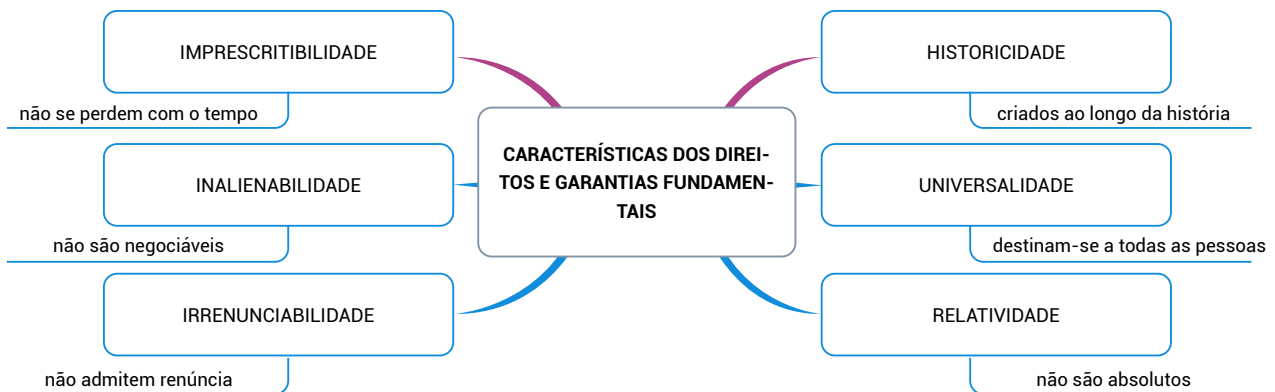 CARACTERÍSTICAS DOS DIREI-
TOS E GARANTIAS FUNDAMEN-
TAIS
IMPRESCRITIBILIDADE
não se perdem com o tempo
INALIENABILIDADE
não são negociáveis
IRRENUNCIABILIDADE
não admitem renúncia
HISTORICIDADE
criados ao longo da história
UNIVERSALIDADE
destinam-se a todas as pessoas
RELATIVIDADE
não são absolutos